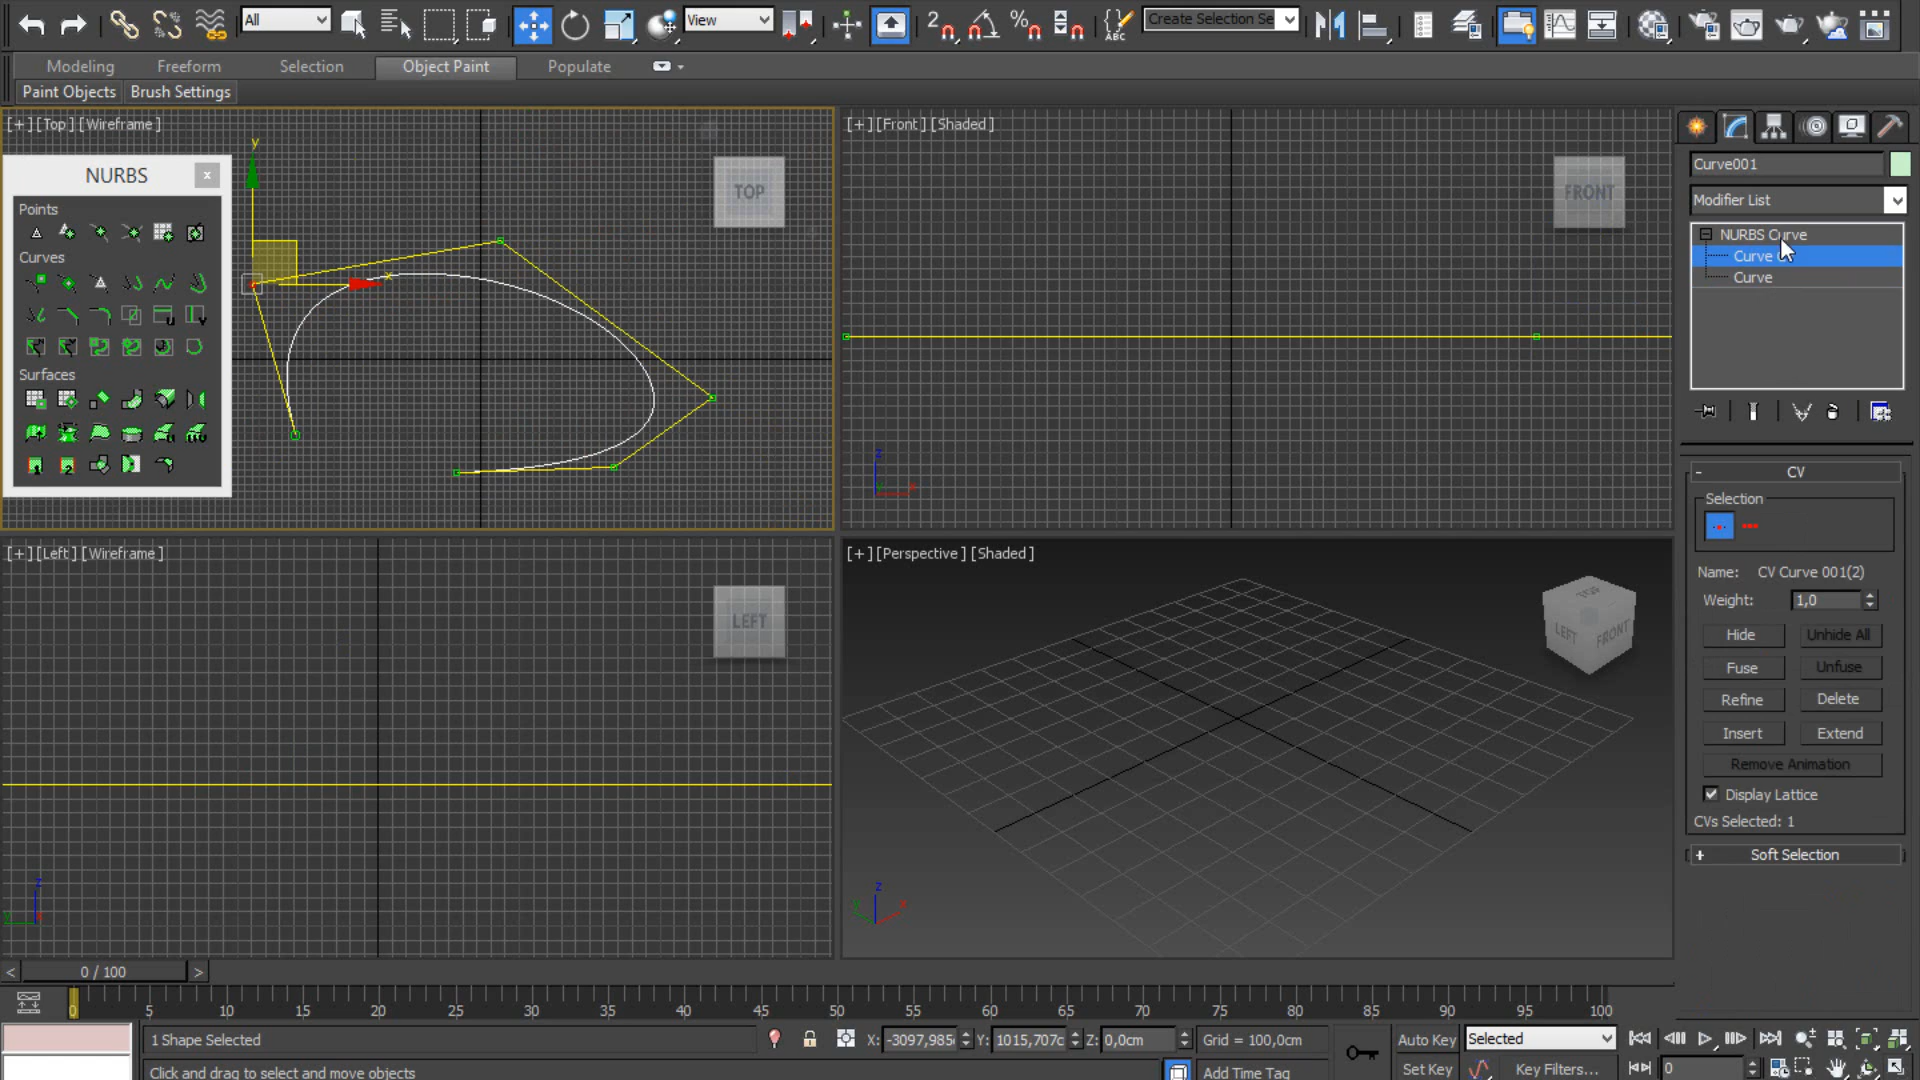 All
View
Create Selection Se
Modeling
Freeform
Selection
Object Paint
Populate
Paint Objects
Brush Settings
[+][Top][Wireframe]
[+][Front][Shaded]
y
x
NURBS
x
Points
Curves
Surfaces
TOP
FRONT
Curve001
Modifier List
NURBS Curve
Curve
Curve
CV
Selection
Name: CV Curve 001(2)
Weight: 1,0
Hide
Unhide All
Fuse
Unfuse
Refine
Delete
Insert
Extend
Remove Animation
Display Lattice
CVs Selected: 1
Soft Selection
[+][Left][Wireframe]
[+][Perspective][Shaded]
LEFT
TOP
LEFT
FRONT
z
z
z
0 / 100
0 5 10 15 20 25 30 35 40 45 50 55 60 65 70 75 80 85 90 95 100
1 Shape Selected
X: -3097,985
Y: 1015,707c
Z: 0,0cm
Grid = 100,0cm
Auto Key
Selected
Click and drag to select and move objects
Add Time Tag
Set Key
Key Filters...
0